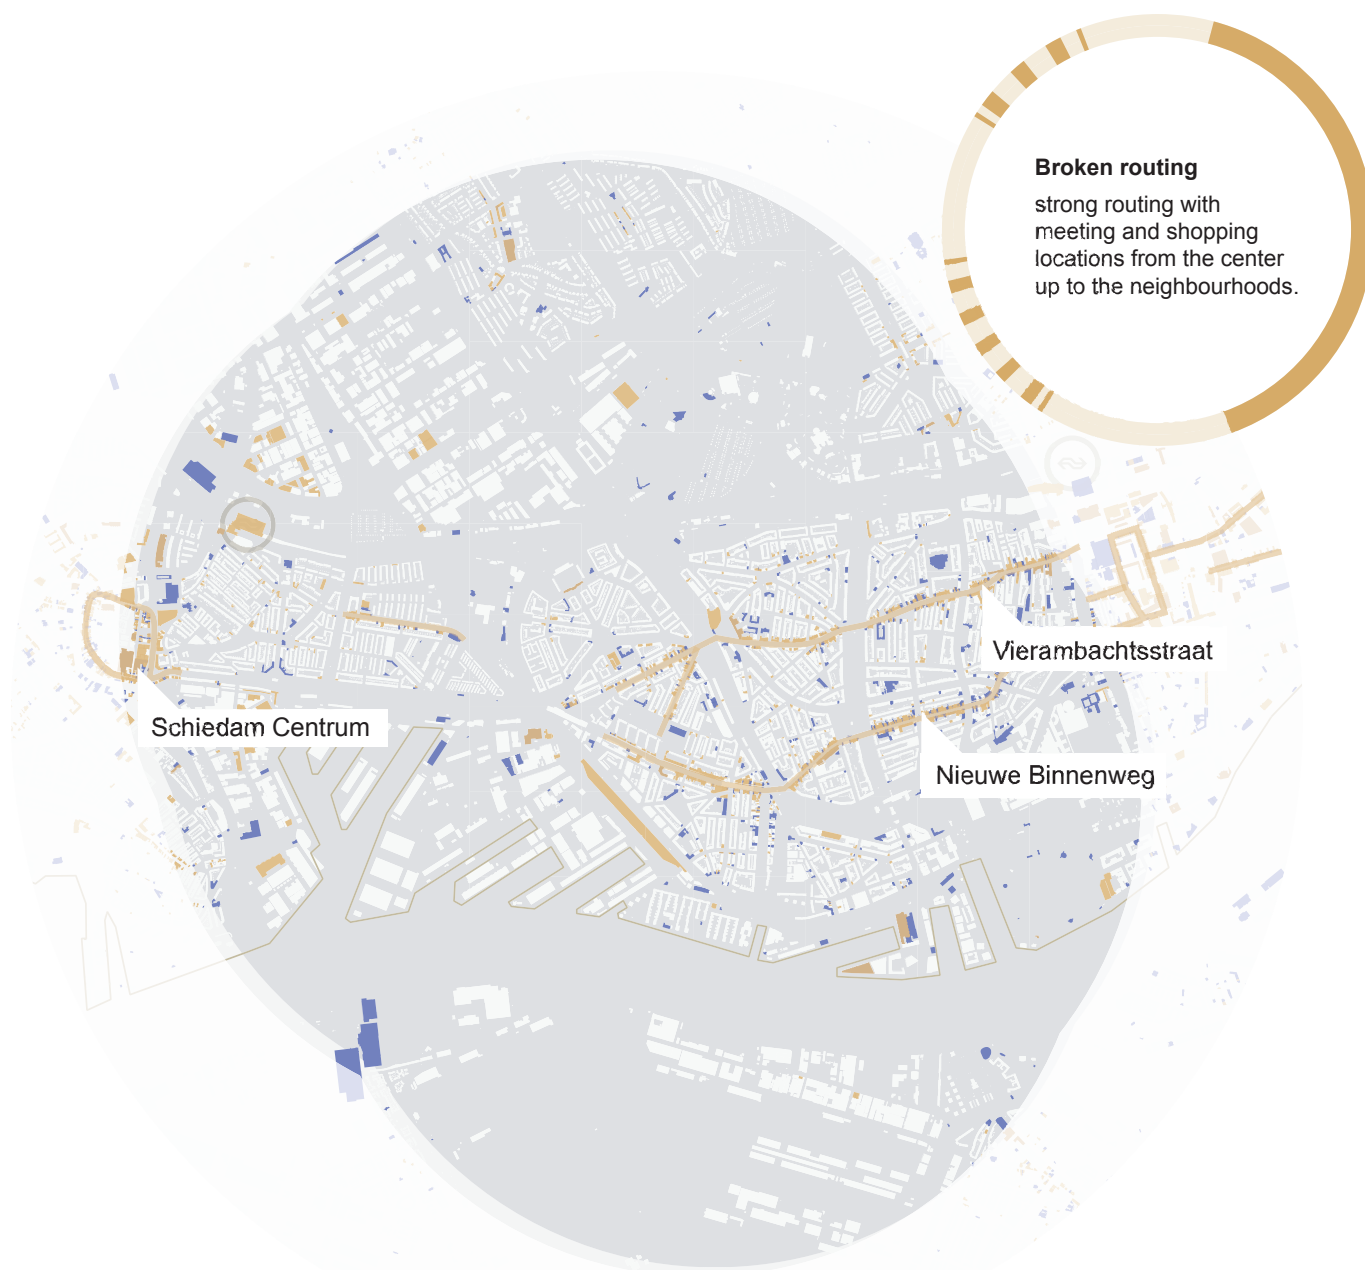 Broken routing
strong routing with
meeting and shopping
locations from the center
up to the neighbourhoods.
Vierambachtsstraat
Schiedam Centrum
Nieuwe Binnenweg